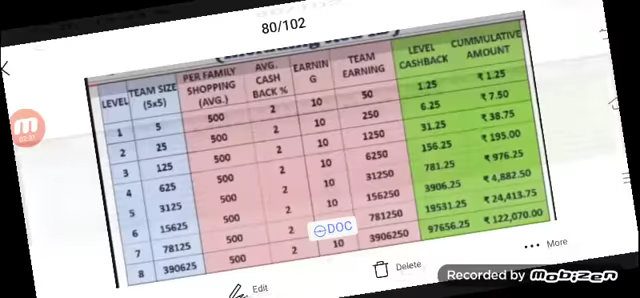 80/102
LEVEL TEAM SIZE (5x5) PER FAMILY SHOPPING (AVG.) AVG. CASH BACK % EARNIN G TEAM EARNING LEVEL CASHBACK CUMMULATIVE AMOUNT
1 5 500 2 10 50 1.25 ₹ 1.25
2 25 500 2 10 250 6.25 ₹ 7.50
3 125 500 2 10 1250 31.25 ₹ 38.75
4 625 500 2 10 6250 156.25 ₹ 195.00
5 3125 500 2 10 31250 781.25 ₹ 976.25
6 15625 500 2 156250 3906.25 ₹ 4,882.50
7 78125 500 2 781250 19531.25 ₹ 24,413.75
8 390625 500 2 10 3906250 97656.25 ₹ 122,070.00
DOC
Edit
Delete
More
Recorded by Mobizen